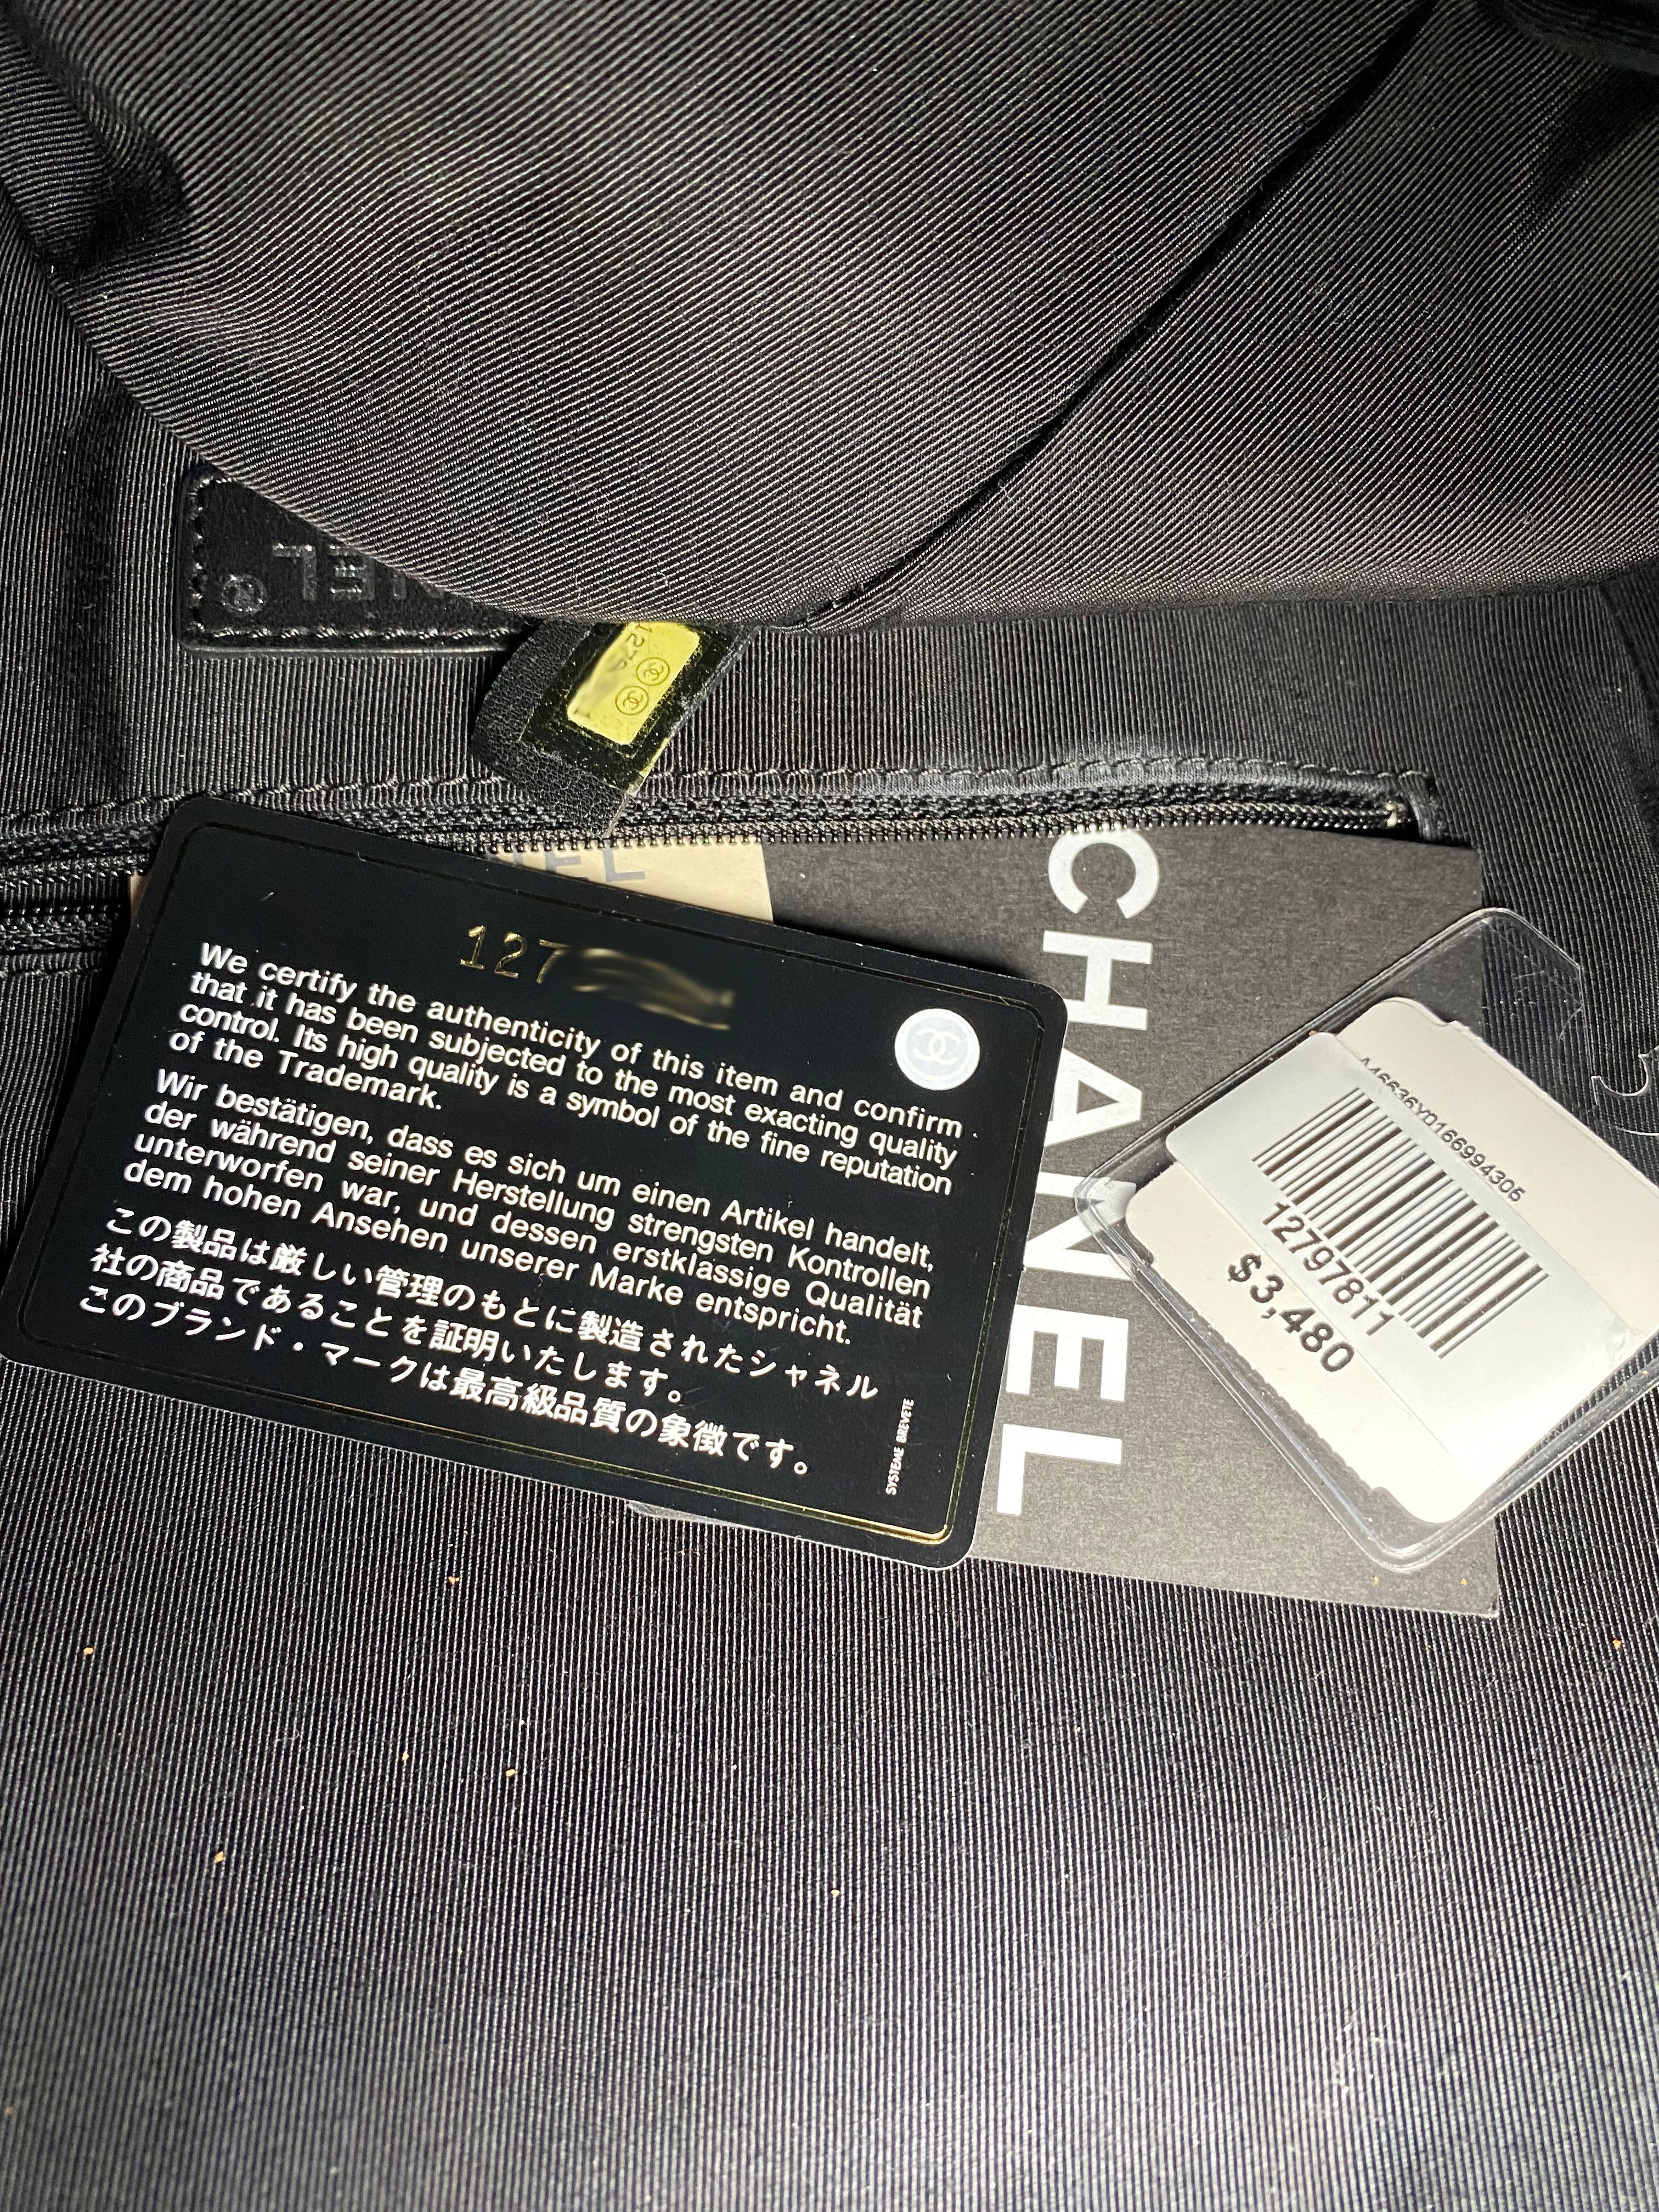 CHANEL
127
We certify the authenticity of this item and confirm
that it has been subjected to the most exacting quality
control. Its high quality is a symbol of the fine reputation
of the Trademark.
Wir bestätigen, dass es sich um einen Artikel handelt,
der während seiner Herstellung strengsten Kontrollen
unterworfen war, und dessen erstklassige Qualität
dem hohen Ansehen unserer Marke entspricht.
この製品は厳しい管理のもとに製造されたシャネル
社の商品であることを証明いたします。
このブランド・マークは最高級品質の象徴です。
SYSTEME BREVETE
A46636Y0166994305
12797811
$3,480